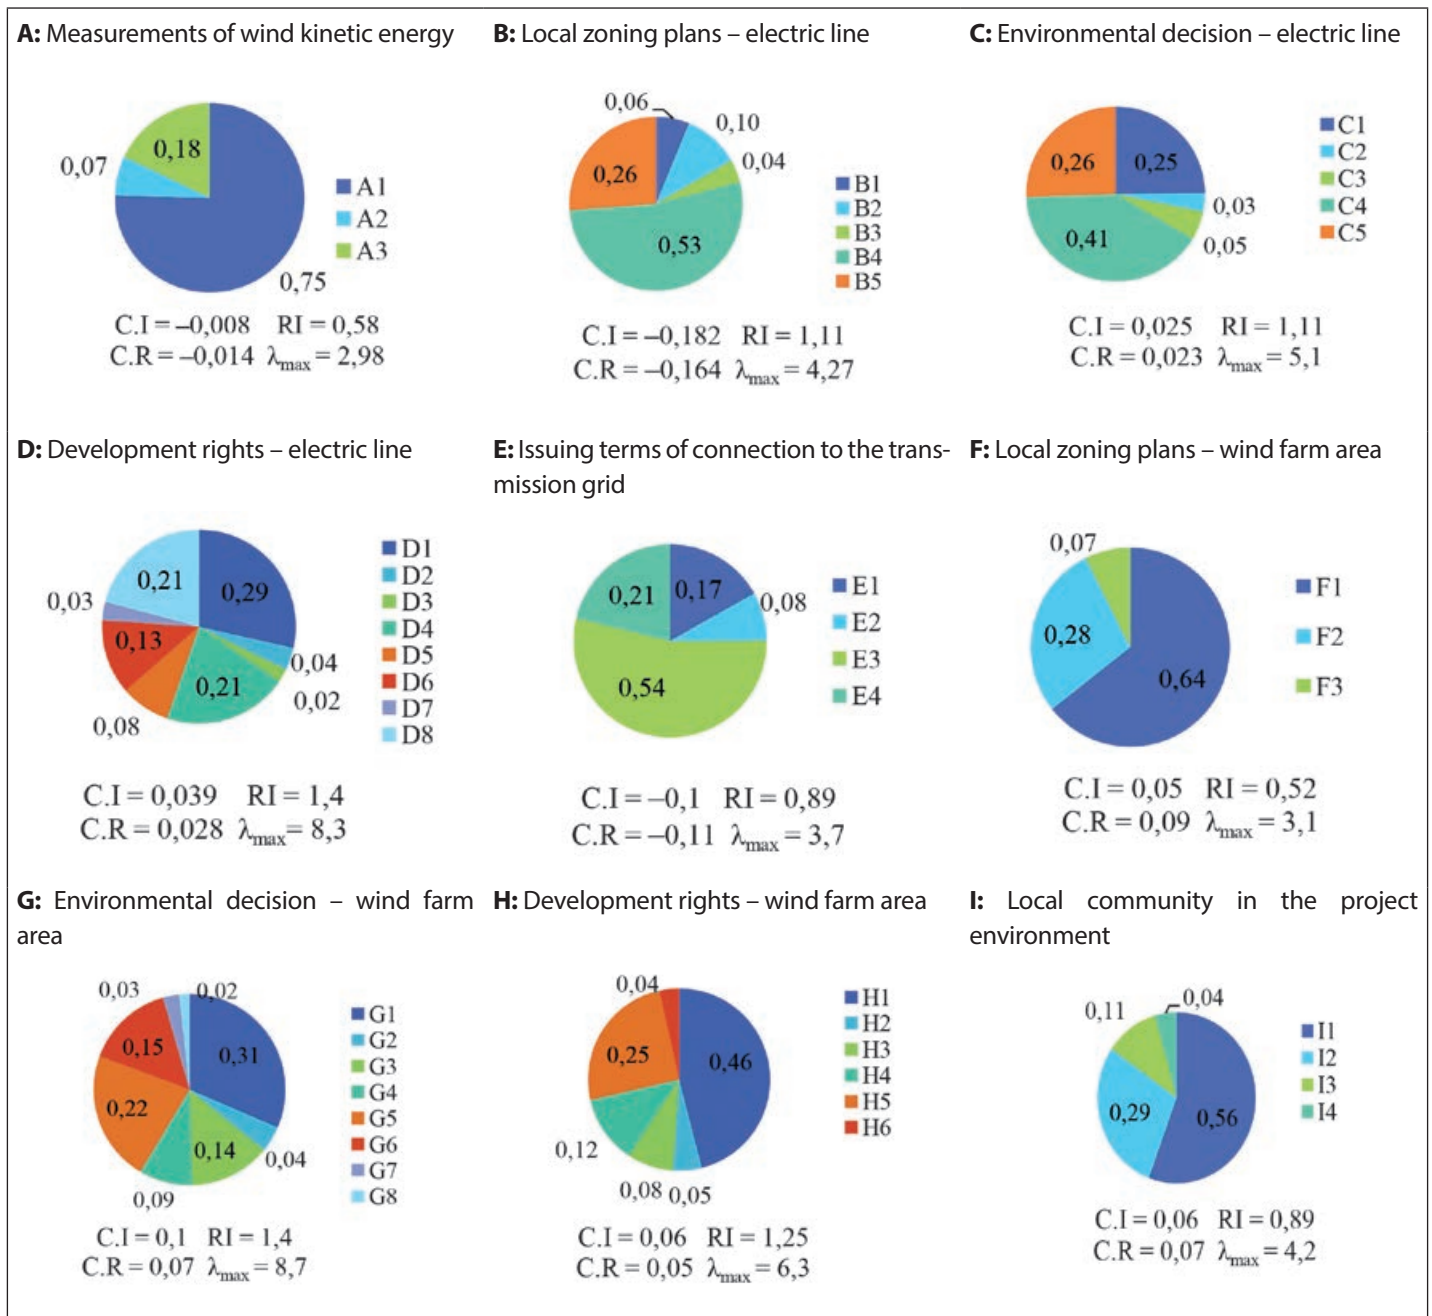 A: Measurements of wind kinetic energy
0,18
0,07
0,75
A1
A2
A3
C.I = –0,008 RI = 0,58
C.R = –0,014 λmax = 2,98
B: Local zoning plans – electric line
0,06
0,10
0,04
0,26
0,53
B1
B2
B3
B4
B5
C.I = –0,182 RI = 1,11
C.R = –0,164 λmax = 4,27
C: Environmental decision – electric line
0,26
0,25
0,03
0,05
0,41
C1
C2
C3
C4
C5
C.I = 0,025 RI = 1,11
C.R = 0,023 λmax = 5,1
D: Development rights – electric line
0,21
0,29
0,03
0,13
0,04
0,02
0,21
0,08
D1
D2
D3
D4
D5
D6
D7
D8
C.I = 0,039 RI = 1,4
C.R = 0,028 λmax= 8,3
E: Issuing terms of connection to the trans-
mission grid
0,21
0,17
0,08
0,54
E1
E2
E3
E4
C.I = –0,1 RI = 0,89
C.R = –0,11 λmax = 3,7
F: Local zoning plans – wind farm area
0,07
0,28
0,64
F1
F2
F3
C.I = 0,05 RI = 0,52
C.R = 0,09 λmax = 3,1
G: Environmental decision – wind farm
area
0,03
0,02
0,15
0,31
0,22
0,14
0,04
0,09
G1
G2
G3
G4
G5
G6
G7
G8
C.I = 0,1 RI = 1,4
C.R = 0,07 λmax = 8,7
H: Development rights – wind farm area
0,04
0,25
0,46
0,12
0,08
0,05
H1
H2
H3
H4
H5
H6
C.I = 0,06 RI = 1,25
C.R = 0,05 λmax = 6,3
I: Local community in the project
environment
0,11
0,04
0,29
0,56
I1
I2
I3
I4
C.I = 0,06 RI = 0,89
C.R = 0,07 λmax = 4,2